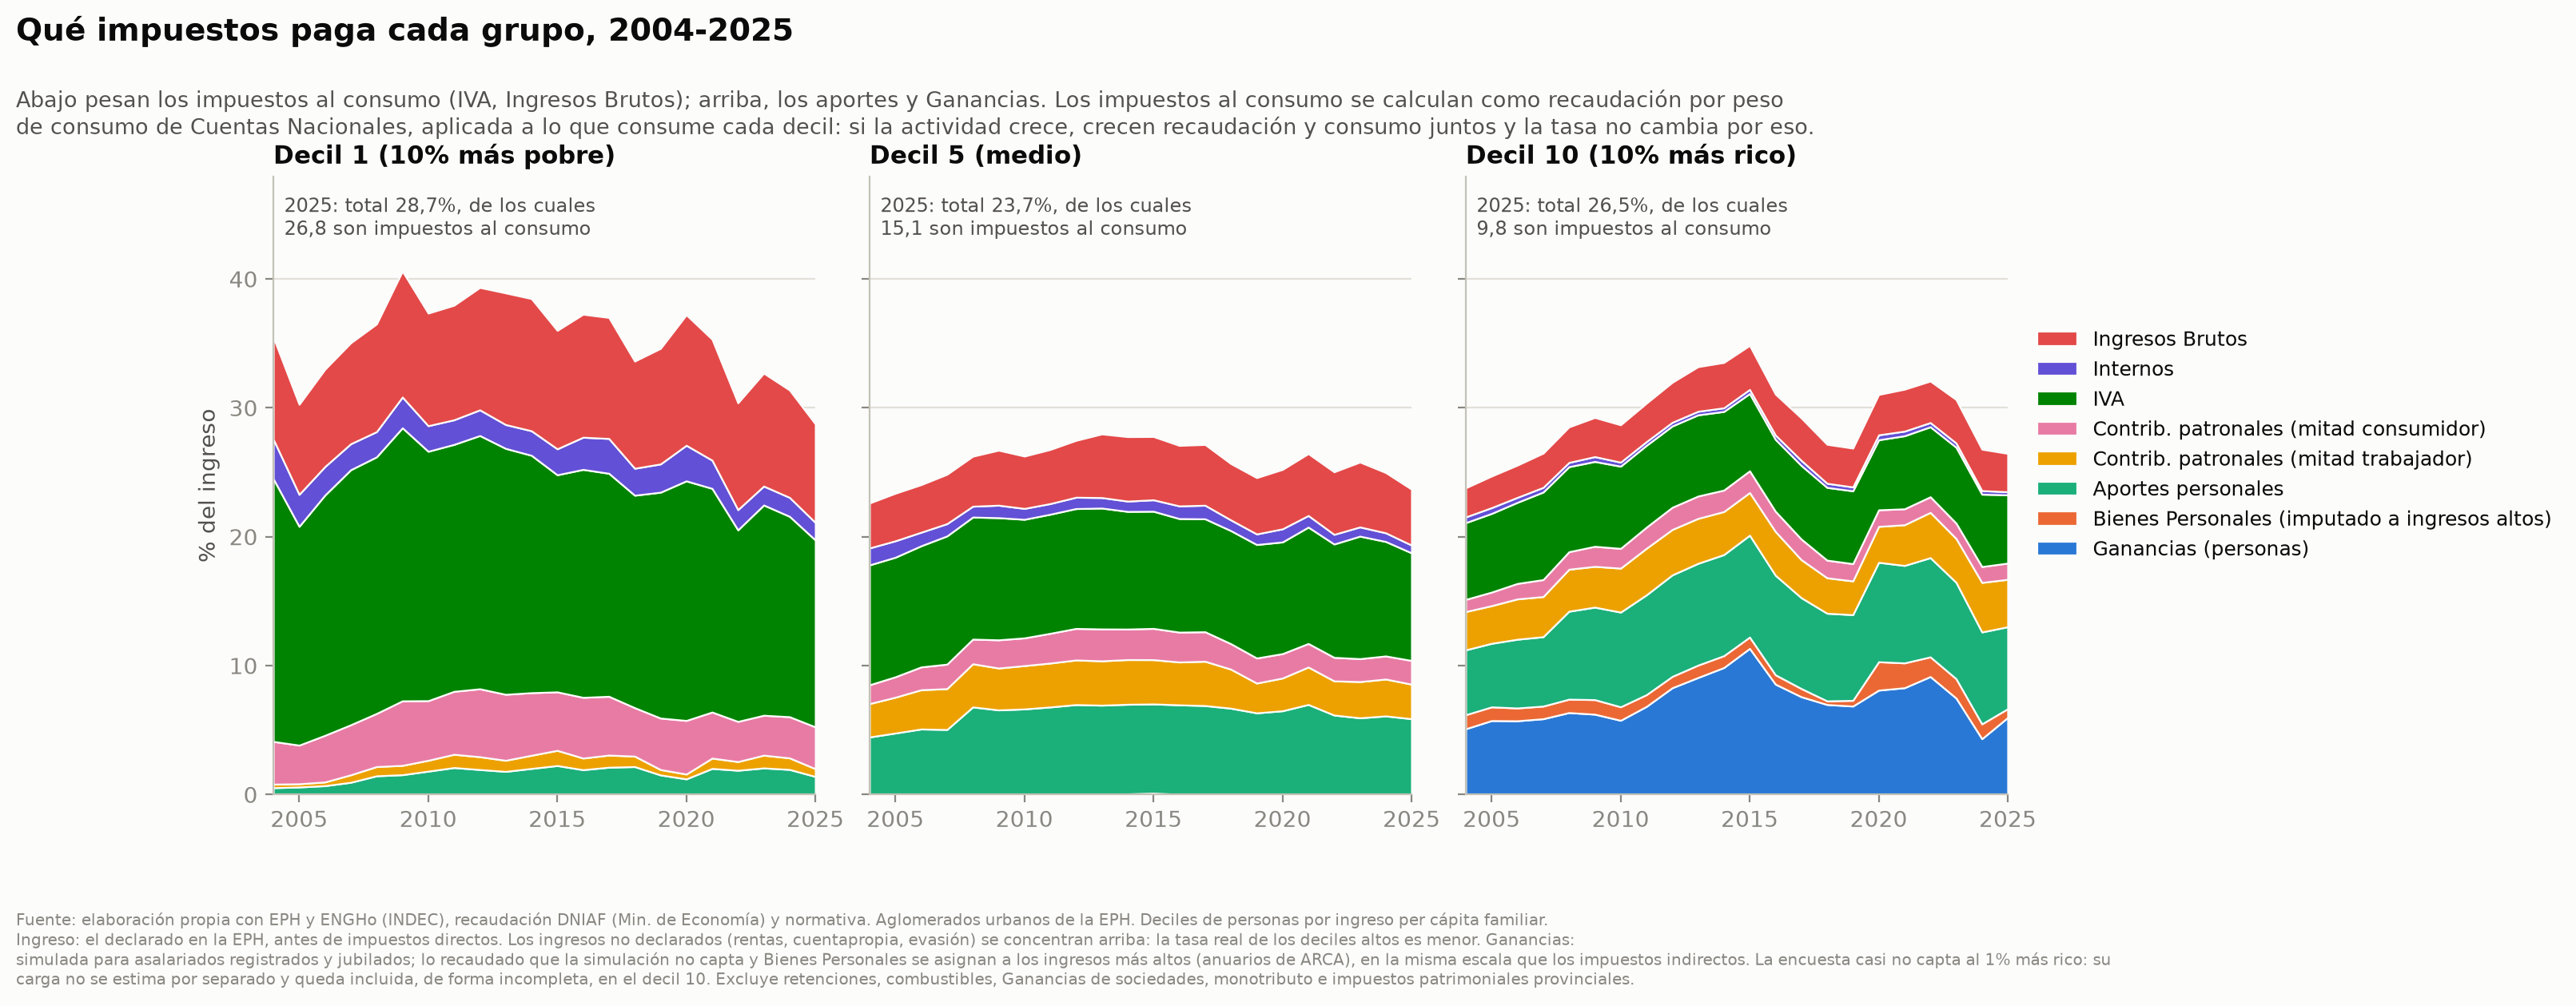 Qué impuestos paga cada grupo, 2004-2025
Abajo pesan los impuestos al consumo (IVA, Ingresos Brutos); arriba, los aportes y Ganancias. Los impuestos al consumo se calculan como recaudación por peso
de consumo de Cuentas Nacionales, aplicada a lo que consume cada decil: si la actividad crece, crecen recaudación y consumo juntos y la tasa no cambia por eso.
Decil 1 (10% más pobre)
2025: total 28,7%, de los cuales
26,8 son impuestos al consumo
% del ingreso
40
30
20
10
0
2005 2010 2015 2020 2025
Decil 5 (medio)
2025: total 23,7%, de los cuales
15,1 son impuestos al consumo
2005 2010 2015 2020 2025
Decil 10 (10% más rico)
2025: total 26,5%, de los cuales
9,8 son impuestos al consumo
2005 2010 2015 2020 2025
Ingresos Brutos
Internos
IVA
Contrib. patronales (mitad consumidor)
Contrib. patronales (mitad trabajador)
Aportes personales
Bienes Personales (imputado a ingresos altos)
Ganancias (personas)
Fuente: elaboración propia con EPH y ENGHo (INDEC), recaudación DNIAF (Min. de Economía) y normativa. Aglomerados urbanos de la EPH. Deciles de personas por ingreso per cápita familiar.
Ingreso: el declarado en la EPH, antes de impuestos directos. Los ingresos no declarados (rentas, cuentapropia, evasión) se concentran arriba: la tasa real de los deciles altos es menor. Ganancias:
simulada para asalariados registrados y jubilados; lo recaudado que la simulación no capta y Bienes Personales se asignan a los ingresos más altos (anuarios de ARCA), en la misma escala que los impuestos indirectos. La encuesta casi no capta al 1% más rico: su
carga no se estima por separado y queda incluida, de forma incompleta, en el decil 10. Excluye retenciones, combustibles, Ganancias de sociedades, monotributo e impuestos patrimoniales provinciales.